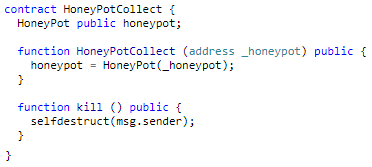 contract HoneyPotCollect {
  HoneyPot public honeypot;

  function HoneyPotCollect (address _honeypot) public {
    honeypot = HoneyPot(_honeypot);
  }

  function kill () public {
    selfdestruct(msg.sender);
  }

}